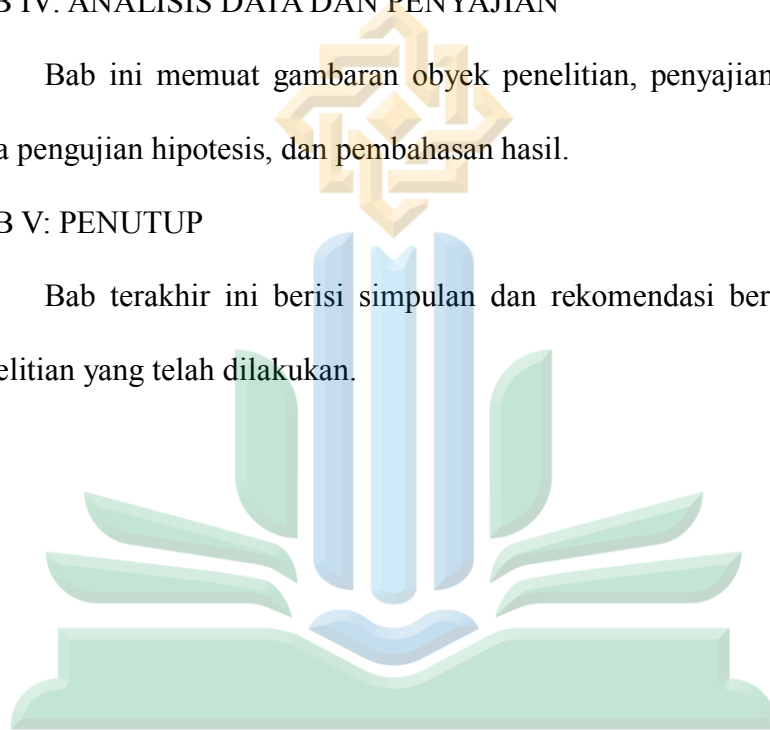 B IV: ANALISIS DATA DAN PENYAJIAN
Bab ini memuat gambaran obyek penelitian, penyajian
a pengujian hipotesis, dan pembahasan hasil.
B V: PENUTUP
Bab terakhir ini berisi simpulan dan rekomendasi ber
elitian yang telah dilakukan.